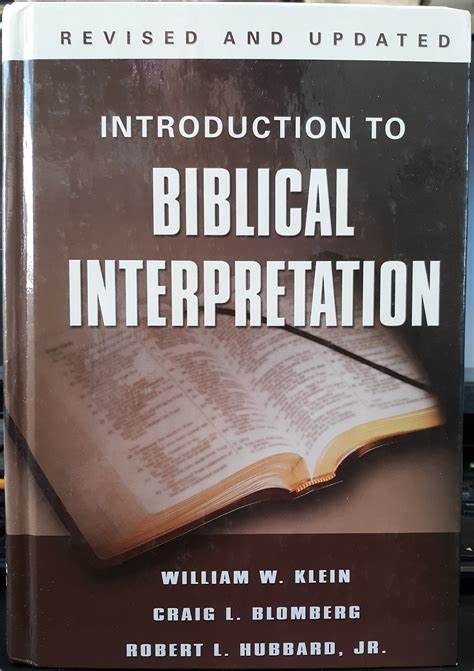 REVISED AND UPDATED
INTRODUCTION TO
BIBLICAL
INTERPRETATION
WILLIAM W. KLEIN
CRAIG L. BLOMBERG
ROBERT L. HUBBARD, JR.